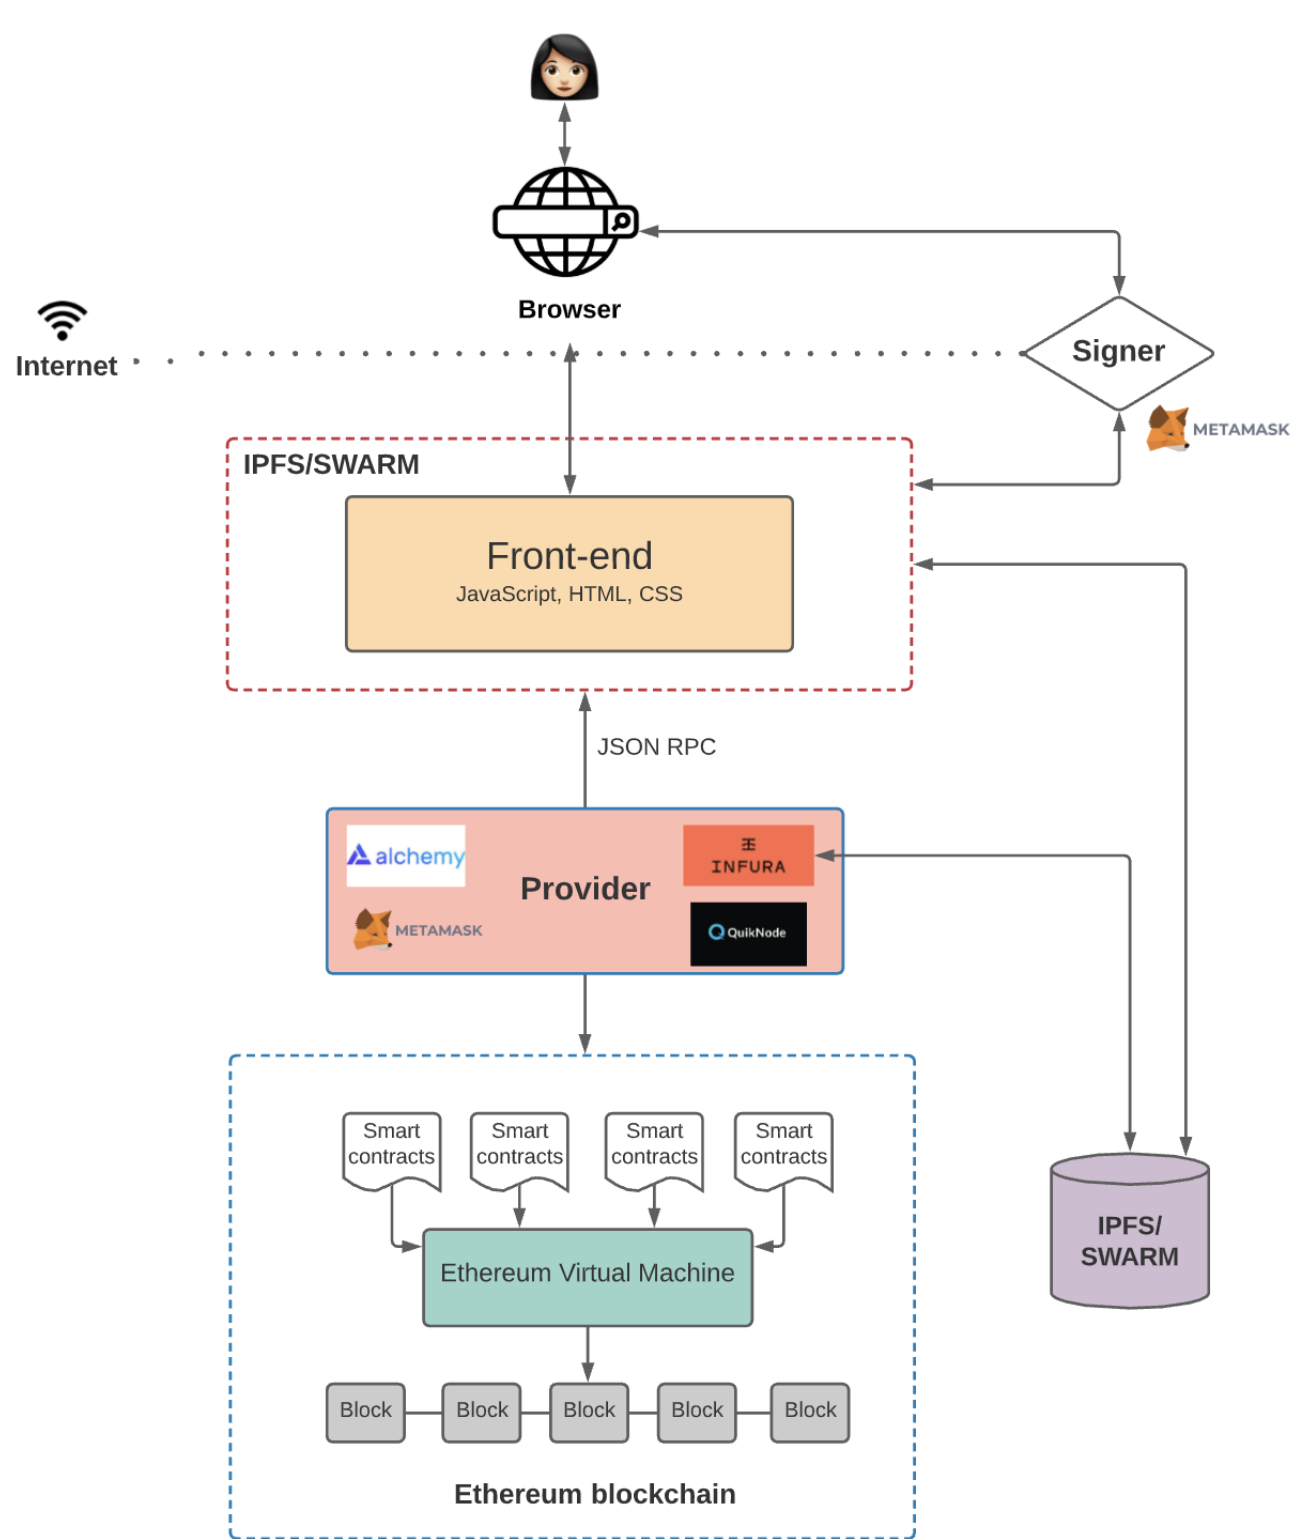 Browser
Internet
Signer
METAMASK
IPFS/SWARM
Front-end
JavaScript, HTML, CSS
JSON RPC
alchemy
INFURA
Provider
METAMASK
QuikNode
Smart
contracts
Smart
contracts
Smart
contracts
Smart
contracts
Ethereum Virtual Machine
IPFS/
SWARM
Block
Block
Block
Block
Block
Ethereum blockchain